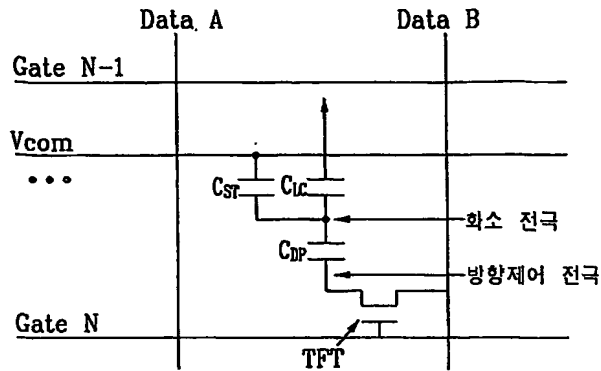 Data A Data B
Gate N-1
Vcom
CST CLC
화소 전극
CDP
방향제어 전극
Gate N
TFT